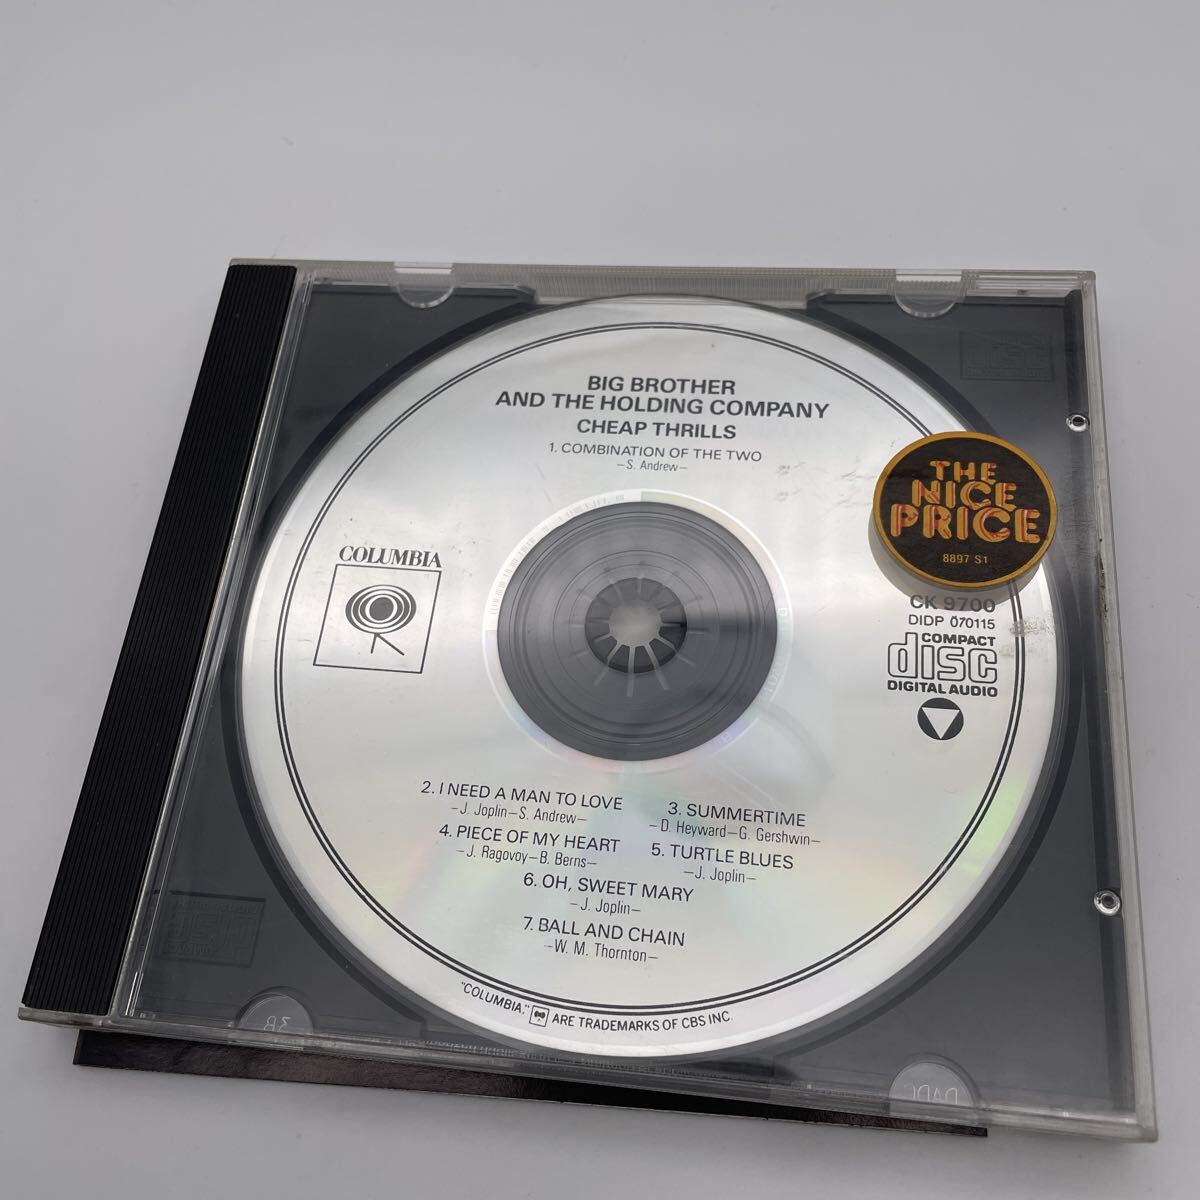 BIG BROTHER
AND THE HOLDING COMPANY
CHEAP THRILLS
1. COMBINATION OF THE TWO
—S. Andrew—
COLUMBIA
THE
NICE
PRICE
8897 S1
CK 9700
DIDP 070115
COMPACT
disc
DIGITAL AUDIO
2. I NEED A MAN TO LOVE
—J. Joplin—S. Andrew—
3. SUMMERTIME
—D. Heyward—G. Gershwin—
4. PIECE OF MY HEART
—J. Ragovoy—B. Berns—
5. TURTLE BLUES
—J. Joplin—
6. OH, SWEET MARY
—J. Joplin—
7. BALL AND CHAIN
—W. M. Thornton—
"COLUMBIA," ARE TRADEMARKS OF CBS INC.